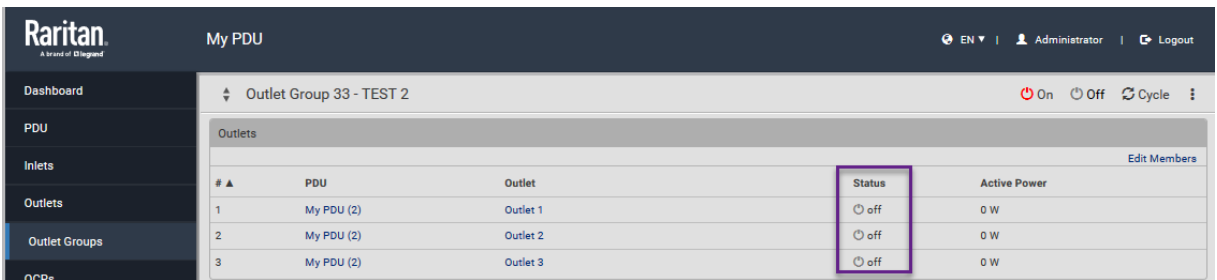 Raritan.
A brand of legrand
My PDU
EN ▼ | Administrator | Logout
Dashboard
PDU
Inlets
Outlets
Outlet Groups
OCPs
Outlet Group 33 - TEST 2
On Off Cycle
Outlets
Edit Members
# ▲ PDU Outlet Status Active Power
1 My PDU (2) Outlet 1 off 0 W
2 My PDU (2) Outlet 2 off 0 W
3 My PDU (2) Outlet 3 off 0 W